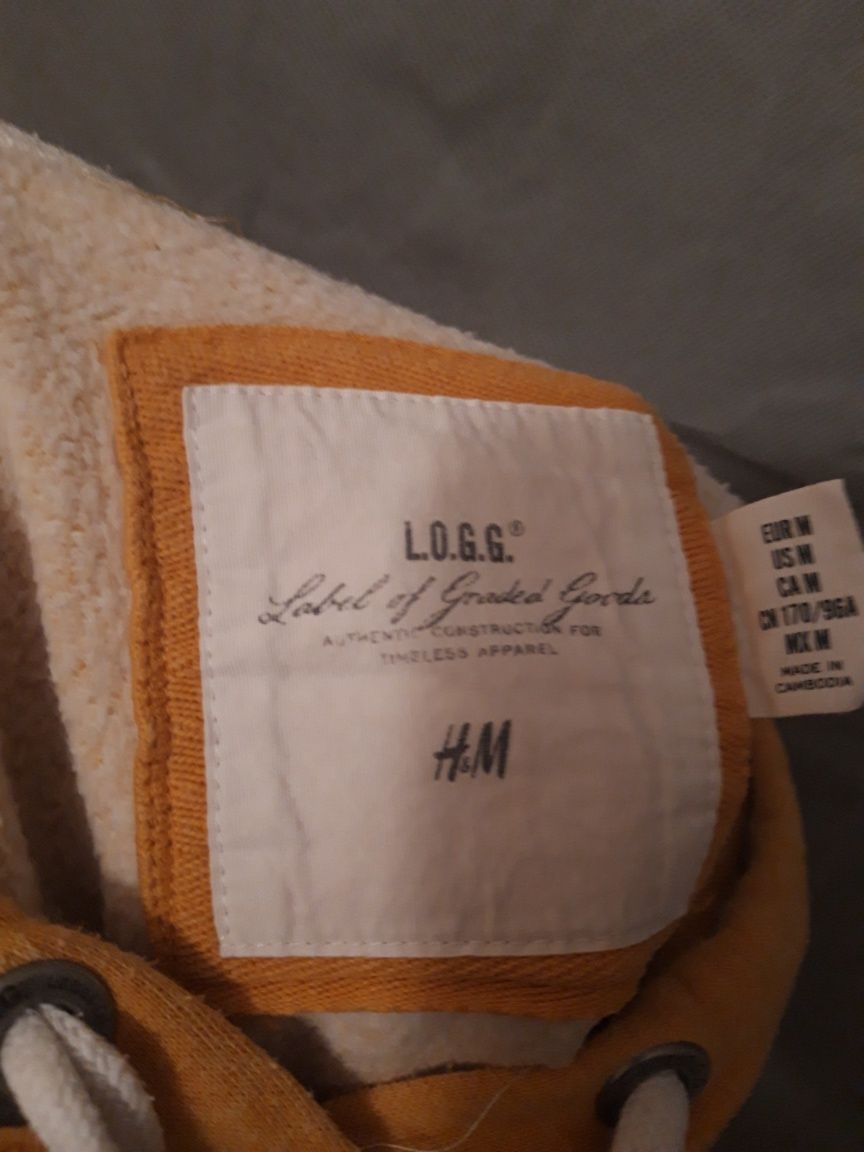 L.O.G.G.®
Label of Graded Goods
AUTHENTIC CONSTRUCTION FOR
TIMELESS APPAREL
H&M
EUR M
US M
CA M
CN 170/96A
MX M
MADE IN
CAMBODIA